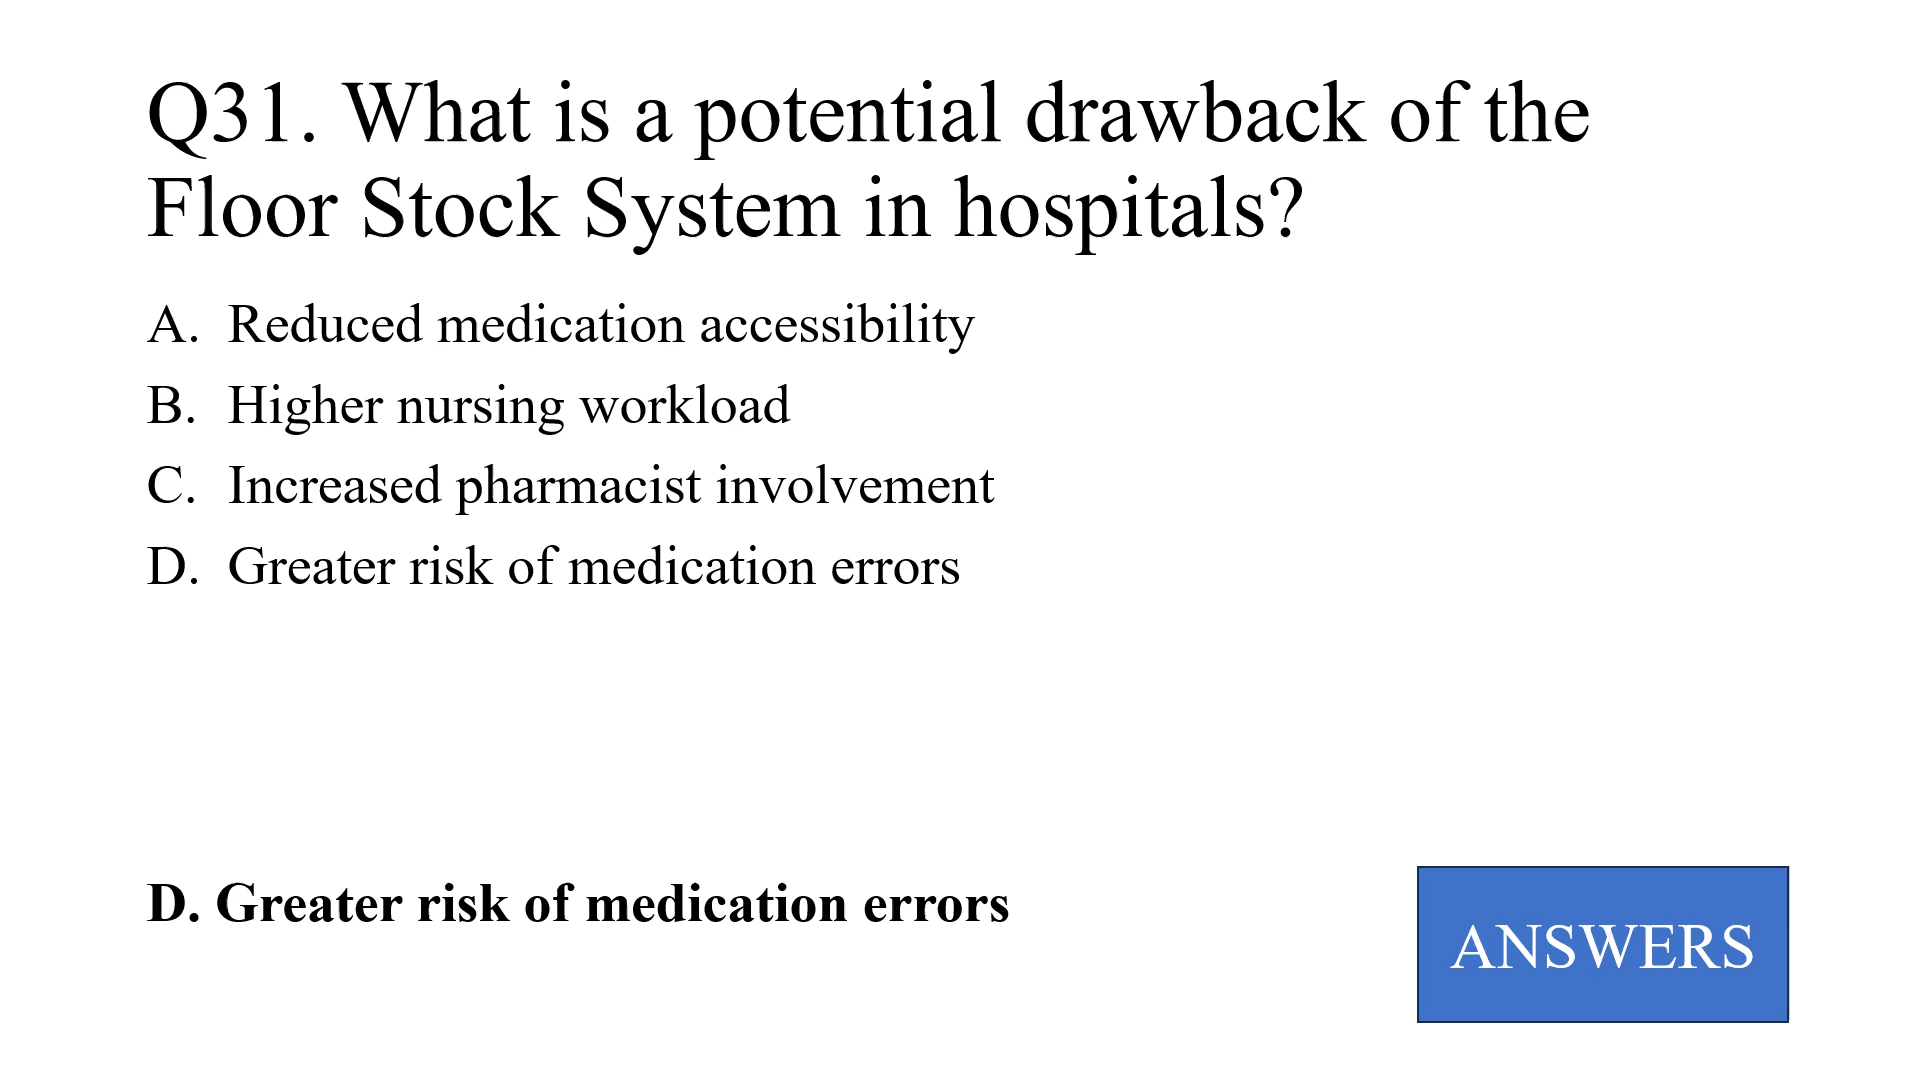 Q31. What is a potential drawback of the
Floor Stock System in hospitals?
A. Reduced medication accessibility
B. Higher nursing workload
C. Increased pharmacist involvement
D. Greater risk of medication errors
D. Greater risk of medication errors
ANSWERS